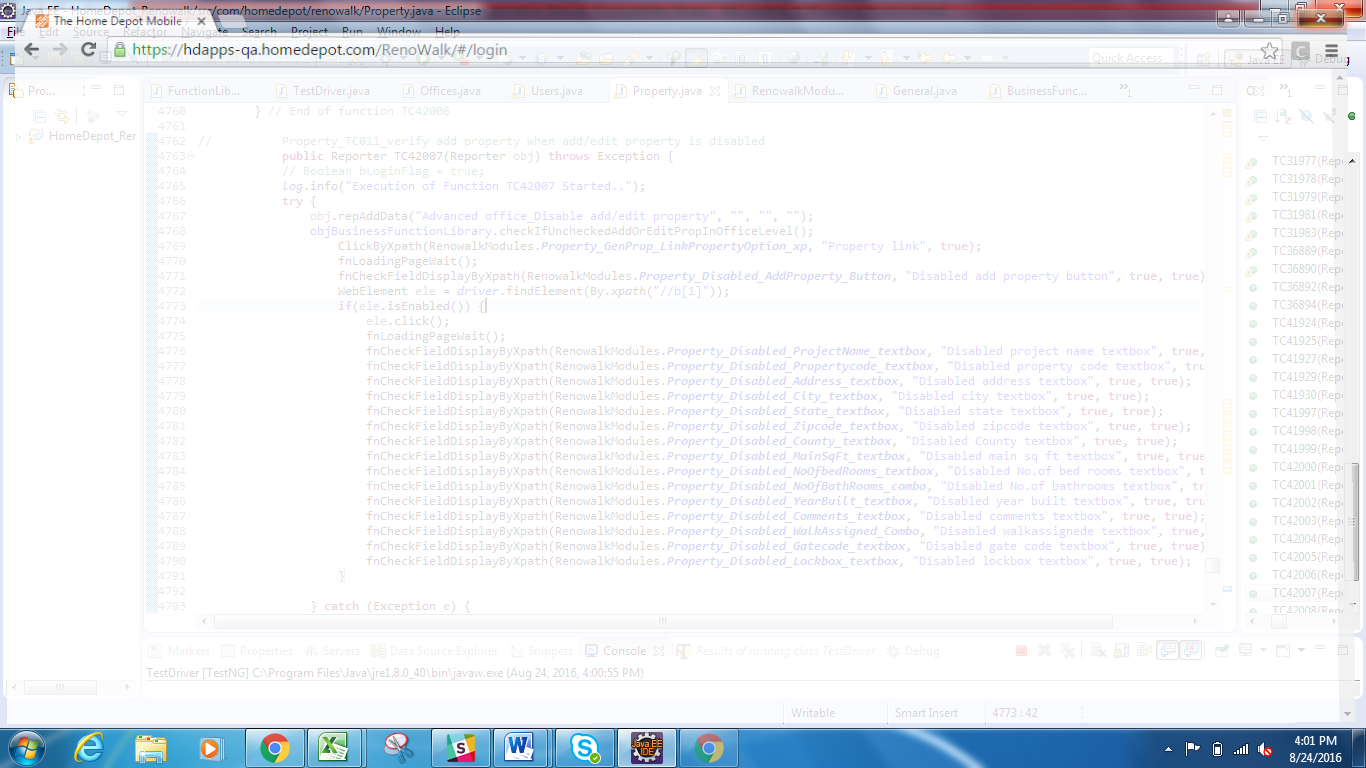 Java EE - HomeDepot_Renowalk/src/com/homedepot/renowalk/Property.java - Eclipse
The Home Depot Mobile
File Edit Source Refactor Navigate Search Project Run Window Help
https://hdapps-qa.homedepot.com/RenoWalk/#/login
Quick Access
Java EE
Debug
Pro...
FunctionLib...
TestDriver.java
Offices.java
Users.java
Property.java
RenowalkModu...
General.java
BusinessFunc...
HomeDepot_Rer
4760 } // End of function TC42006
4761
4762 // Property_TC011_verify add property when add/edit property is disabled
4763 public Reporter TC42007(Reporter obj) throws Exception {
4764 // Boolean bLoginFlag = true;
4765 log.info("Execution of Function TC42007 Started..");
4766 try {
4767 obj.repAddData("Advanced office_Disable add/edit property", "", "", "");
4768 objBusinessFunctionLibrary.checkIfUncheckedAddOrEditPropInOfficeLevel();
4769 ClickByXpath(RenowalkModules.Property_GenProp_LinkPropertyOption_xp, "Property link", true);
4770 fnLoadingPageWait();
4771 fnCheckFieldDisplayByXpath(RenowalkModules.Property_Disabled_AddProperty_Button, "Disabled add property button", true, true)
4772 WebElement ele = driver.findElement(By.xpath("//b[1]"));
4773 if(ele.isEnabled()) {
4774 ele.click();
4775 fnLoadingPageWait();
4776 fnCheckFieldDisplayByXpath(RenowalkModules.Property_Disabled_ProjectName_textbox, "Disabled project name textbox", true,
4777 fnCheckFieldDisplayByXpath(RenowalkModules.Property_Disabled_Propertycode_textbox, "Disabled property code textbox", tru
4778 fnCheckFieldDisplayByXpath(RenowalkModules.Property_Disabled_Address_textbox, "Disabled address textbox", true, true);
4779 fnCheckFieldDisplayByXpath(RenowalkModules.Property_Disabled_City_textbox, "Disabled city textbox", true, true);
4780 fnCheckFieldDisplayByXpath(RenowalkModules.Property_Disabled_State_textbox, "Disabled state textbox", true, true);
4781 fnCheckFieldDisplayByXpath(RenowalkModules.Property_Disabled_Zipcode_textbox, "Disabled zipcode textbox", true, true);
4782 fnCheckFieldDisplayByXpath(RenowalkModules.Property_Disabled_County_textbox, "Disabled County textbox", true, true);
4783 fnCheckFieldDisplayByXpath(RenowalkModules.Property_Disabled_MainSqFt_textbox, "Disabled main sq ft textbox", true, true
4784 fnCheckFieldDisplayByXpath(RenowalkModules.Property_Disabled_NoOfbedRooms_textbox, "Disabled No.of bed rooms textbox", t
4785 fnCheckFieldDisplayByXpath(RenowalkModules.Property_Disabled_NoOfBathRooms_combo, "Disabled No.of bathrooms textbox", tr
4786 fnCheckFieldDisplayByXpath(RenowalkModules.Property_Disabled_YearBuilt_textbox, "Disabled year built textbox", true, tru
4787 fnCheckFieldDisplayByXpath(RenowalkModules.Property_Disabled_Comments_textbox, "Disabled comments textbox", true, true);
4788 fnCheckFieldDisplayByXpath(RenowalkModules.Property_Disabled_WalkAssigned_Combo, "Disabled walkassignede textbox", true,
4789 fnCheckFieldDisplayByXpath(RenowalkModules.Property_Disabled_Gatecode_textbox, "Disabled gate code textbox", true, true)
4790 fnCheckFieldDisplayByXpath(RenowalkModules.Property_Disabled_Lockbox_textbox, "Disabled lockbox textbox", true, true);
4791 }
4792
4793 } catch (Exception e) {
TC31977(Repo
TC31978(Repo
TC31979(Repo
TC31981(Repo
TC31983(Repo
TC36889(Repo
TC36890(Repo
TC36892(Repo
TC36894(Repo
TC41924(Repo
TC41925(Repo
TC41927(Repo
TC41929(Repo
TC41930(Repo
TC41997(Repo
TC41998(Repo
TC41999(Repo
TC42000(Repo
TC42001(Repo
TC42002(Repo
TC42003(Repo
TC42004(Repo
TC42005(Repo
TC42006(Repo
TC42007(Repo
TC42008(Repo
Markers Properties Servers Data Source Explorer Snippets Console Results of running class TestDriver Debug
TestDriver [TestNG] C:\Program Files\Java\jre1.8.0_40\bin\javaw.exe (Aug 24, 2016, 4:00:55 PM)
Writable Smart Insert 4773 : 42
4:01 PM
8/24/2016